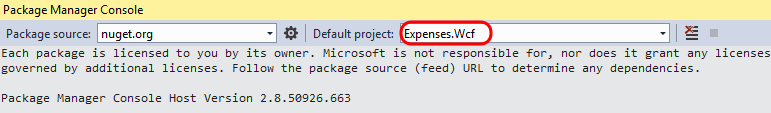 Package Manager Console
Package source: nuget.org Default project: Expenses.Wcf
Each package is licensed to you by its owner. Microsoft is not responsible for, nor does it grant any licenses
governed by additional licenses. Follow the package source (feed) URL to determine any dependencies.
Package Manager Console Host Version 2.8.50926.663